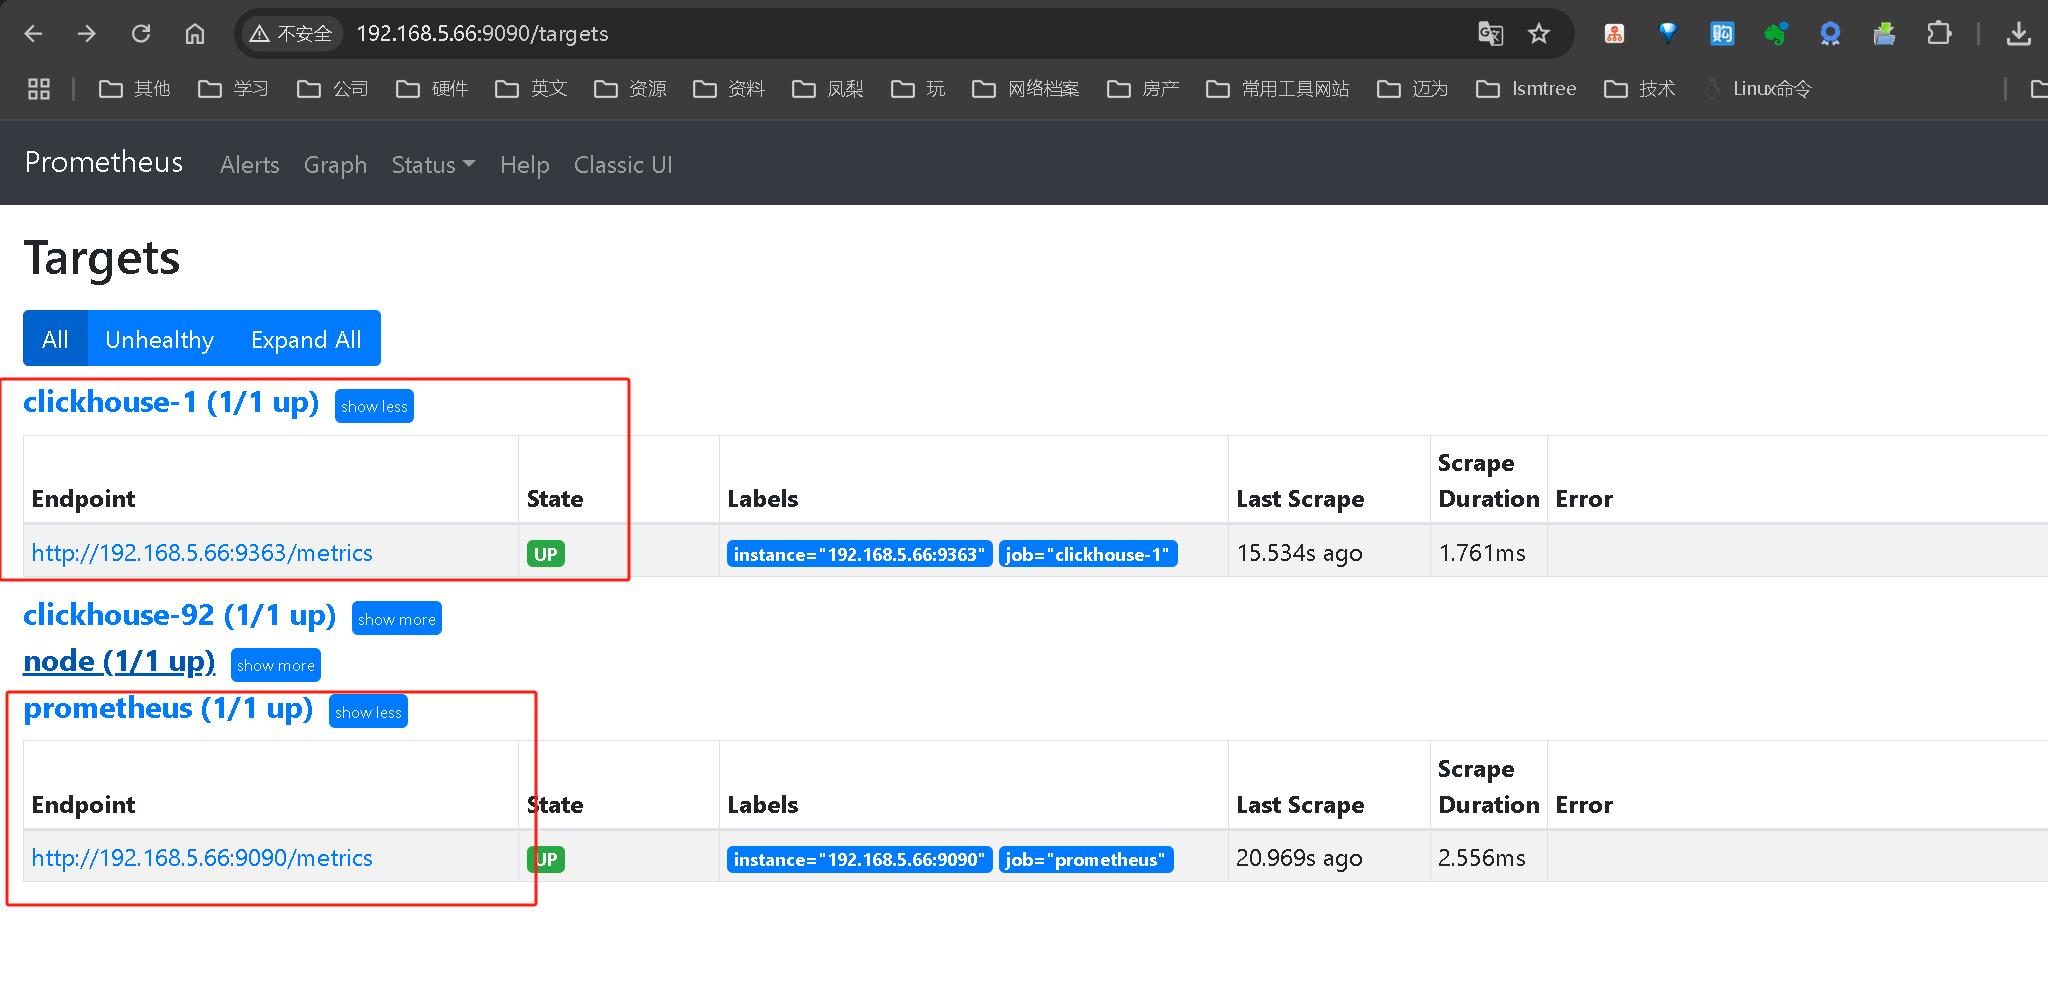 不安全 192.168.5.66:9090/targets
其他 学习 公司 硬件 英文 资源 资料 凤梨 玩 网络档案 房产 常用工具网站 迈为 lsmtree 技术 Linux命令
Prometheus Alerts Graph Status Help Classic UI
Targets
All Unhealthy Expand All
clickhouse-1 (1/1 up) show less
Endpoint State Labels Last Scrape Scrape Duration Error
http://192.168.5.66:9363/metrics UP instance="192.168.5.66:9363" job="clickhouse-1" 15.534s ago 1.761ms
clickhouse-92 (1/1 up) show more
node (1/1 up) show more
prometheus (1/1 up) show less
Endpoint State Labels Last Scrape Scrape Duration Error
http://192.168.5.66:9090/metrics UP instance="192.168.5.66:9090" job="prometheus" 20.969s ago 2.556ms